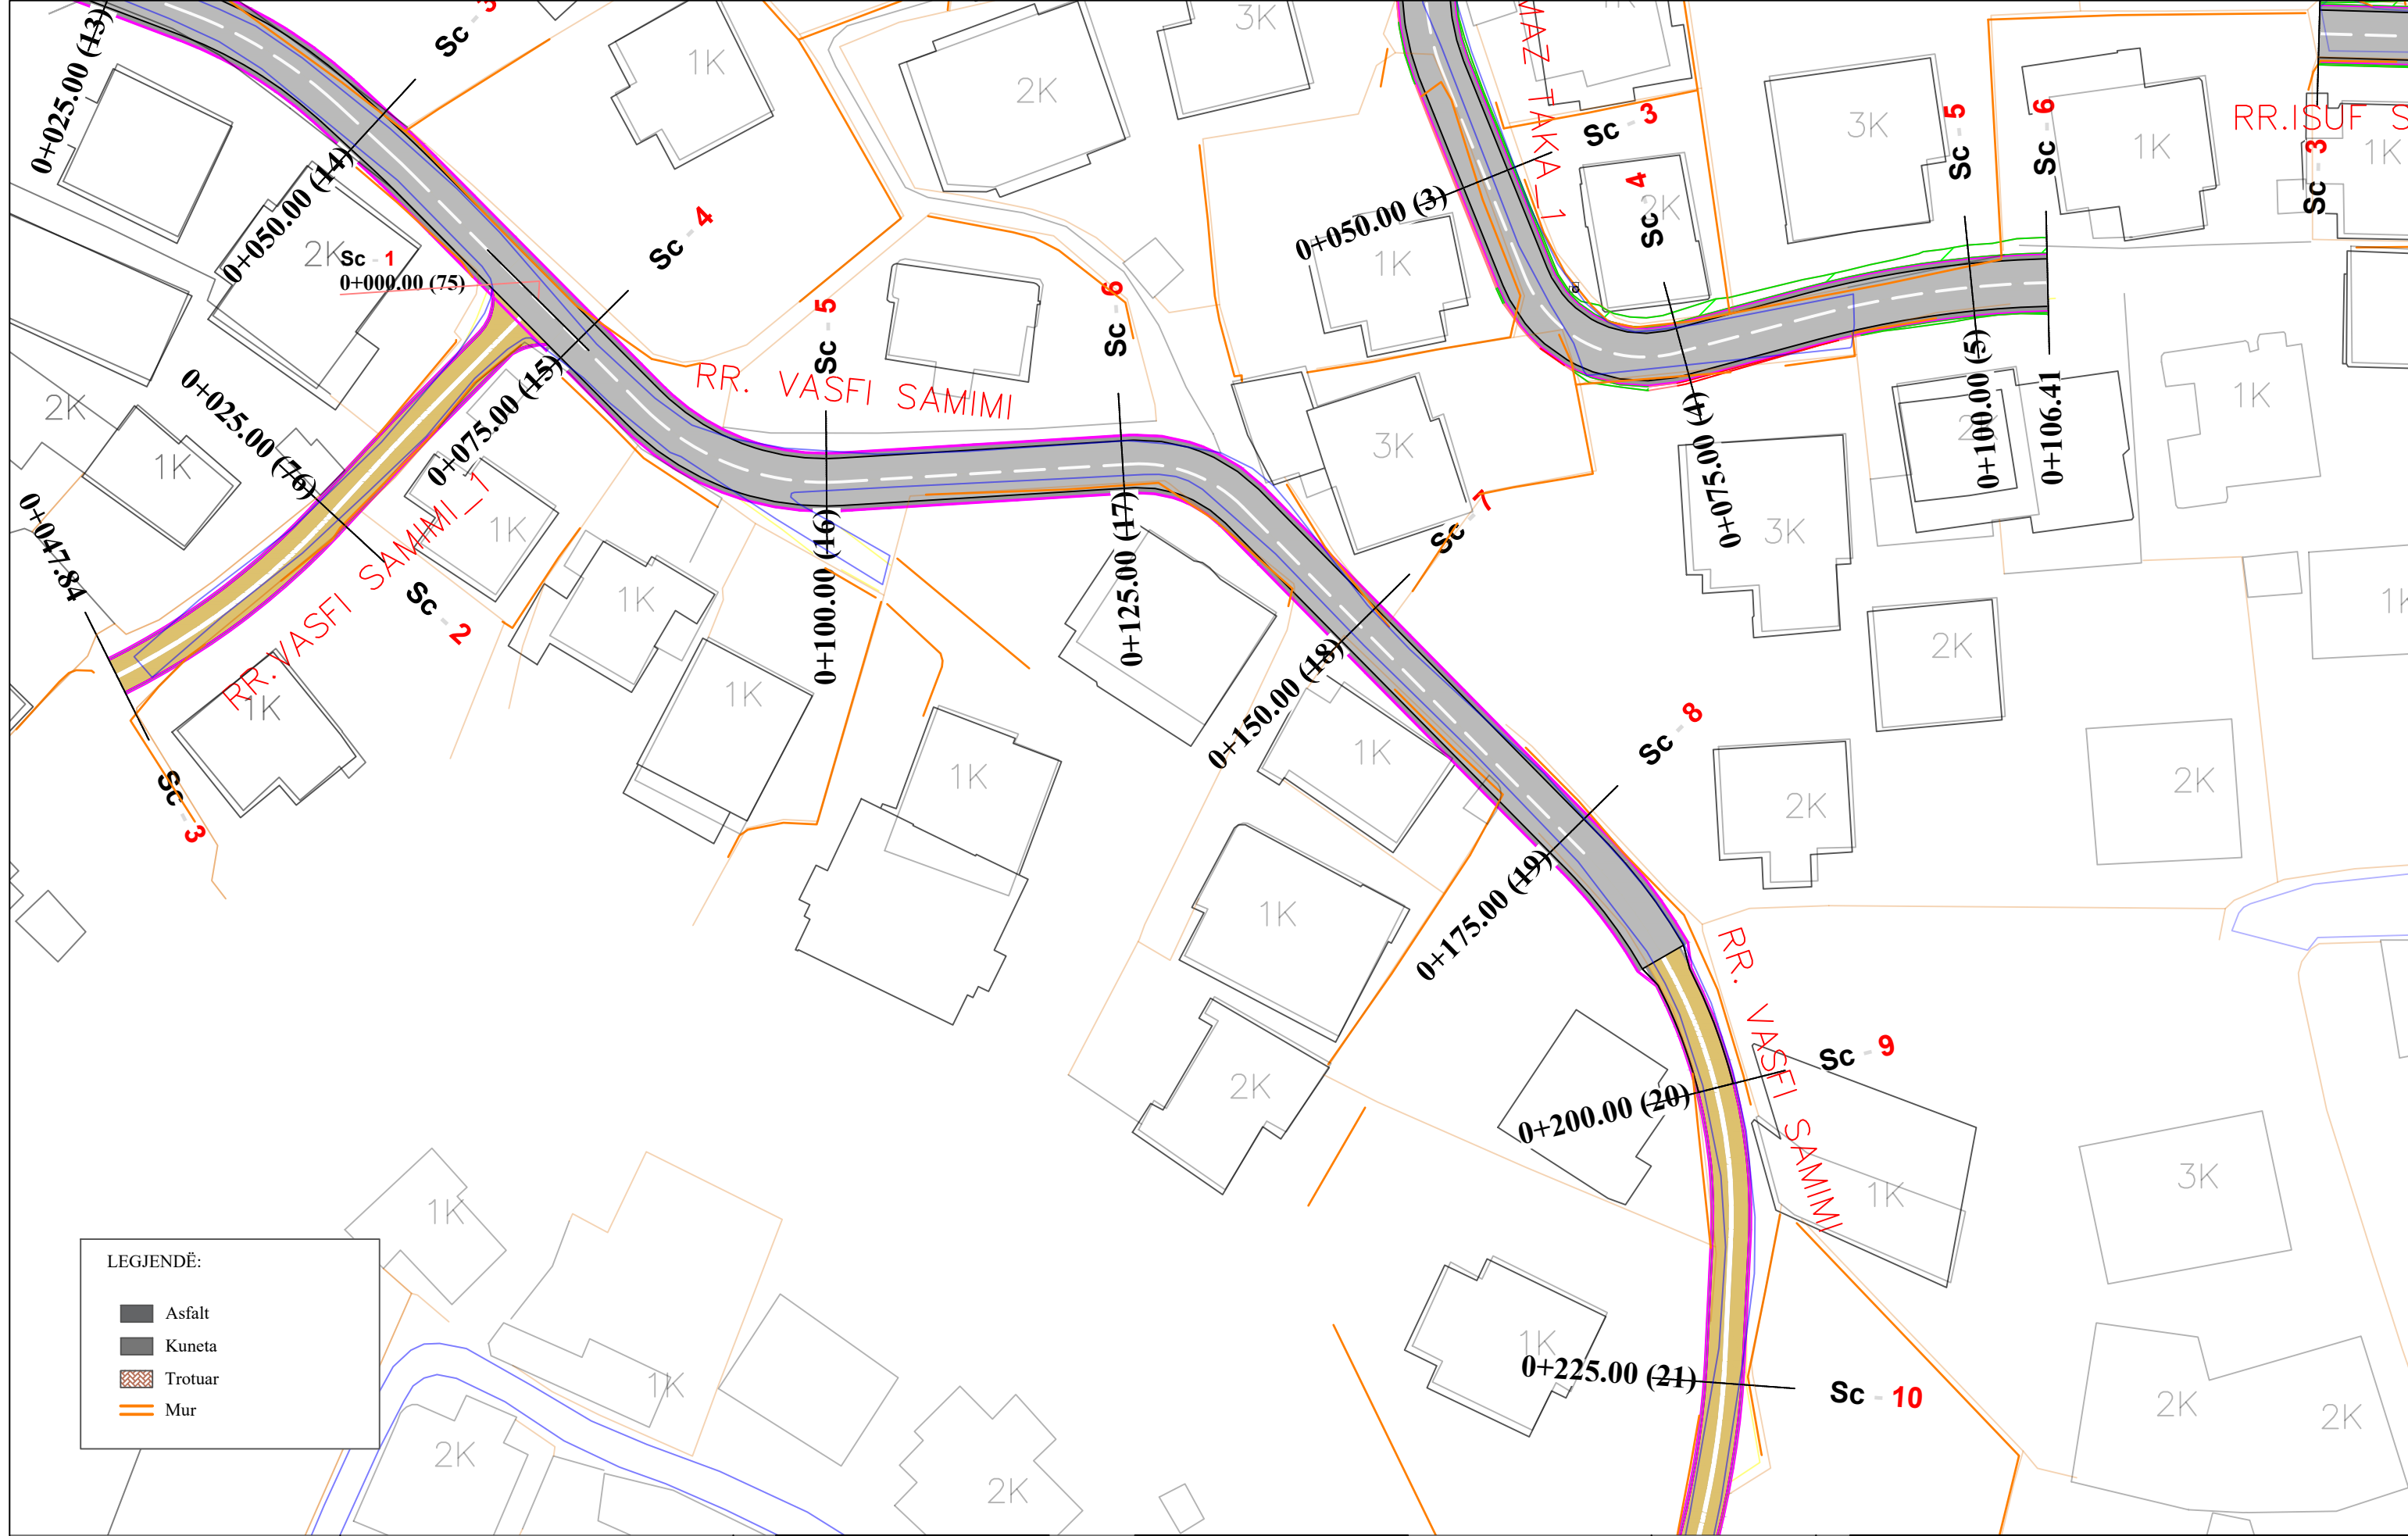 0+025.00 (13)
Sc - 3
1K
2K
3K
MAZ TAKA_1
Sc - 3
3K
Sc - 5
Sc - 6
1K
RR.ISUF S
Sc - 3
1K
0+050.00 (14)
2K
Sc - 1
0+000.00 (75)
Sc - 4
Sc - 5
Sc - 6
0+050.00 (3)
1K
Sc - 4
2K
RR. VASFI SAMIMI
2K
1K
0+025.00 (76)
0+075.00 (15)
3K
0+075.00 (4)
0+100.00 (5)
2K
0+106.41
1K
0+047.84
1K
RR. VASFI SAMIMI_1
Sc - 2
1K
0+100.00 (16)
0+125.00 (17)
Sc - 7
3K
1K
2K
1K
1K
0+150.00 (18)
1K
Sc - 8
2K
2K
Sc - 3
1K
1K
0+175.00 (19)
RR. VASFI SAMIMI
2K
Sc - 9
0+200.00 (20)
1K
3K
1K
1K
0+225.00 (21)
Sc - 10
1K
2K
2K
2K
2K
LEGJENDË:
Asfalt
Kuneta
Trotuar
Mur